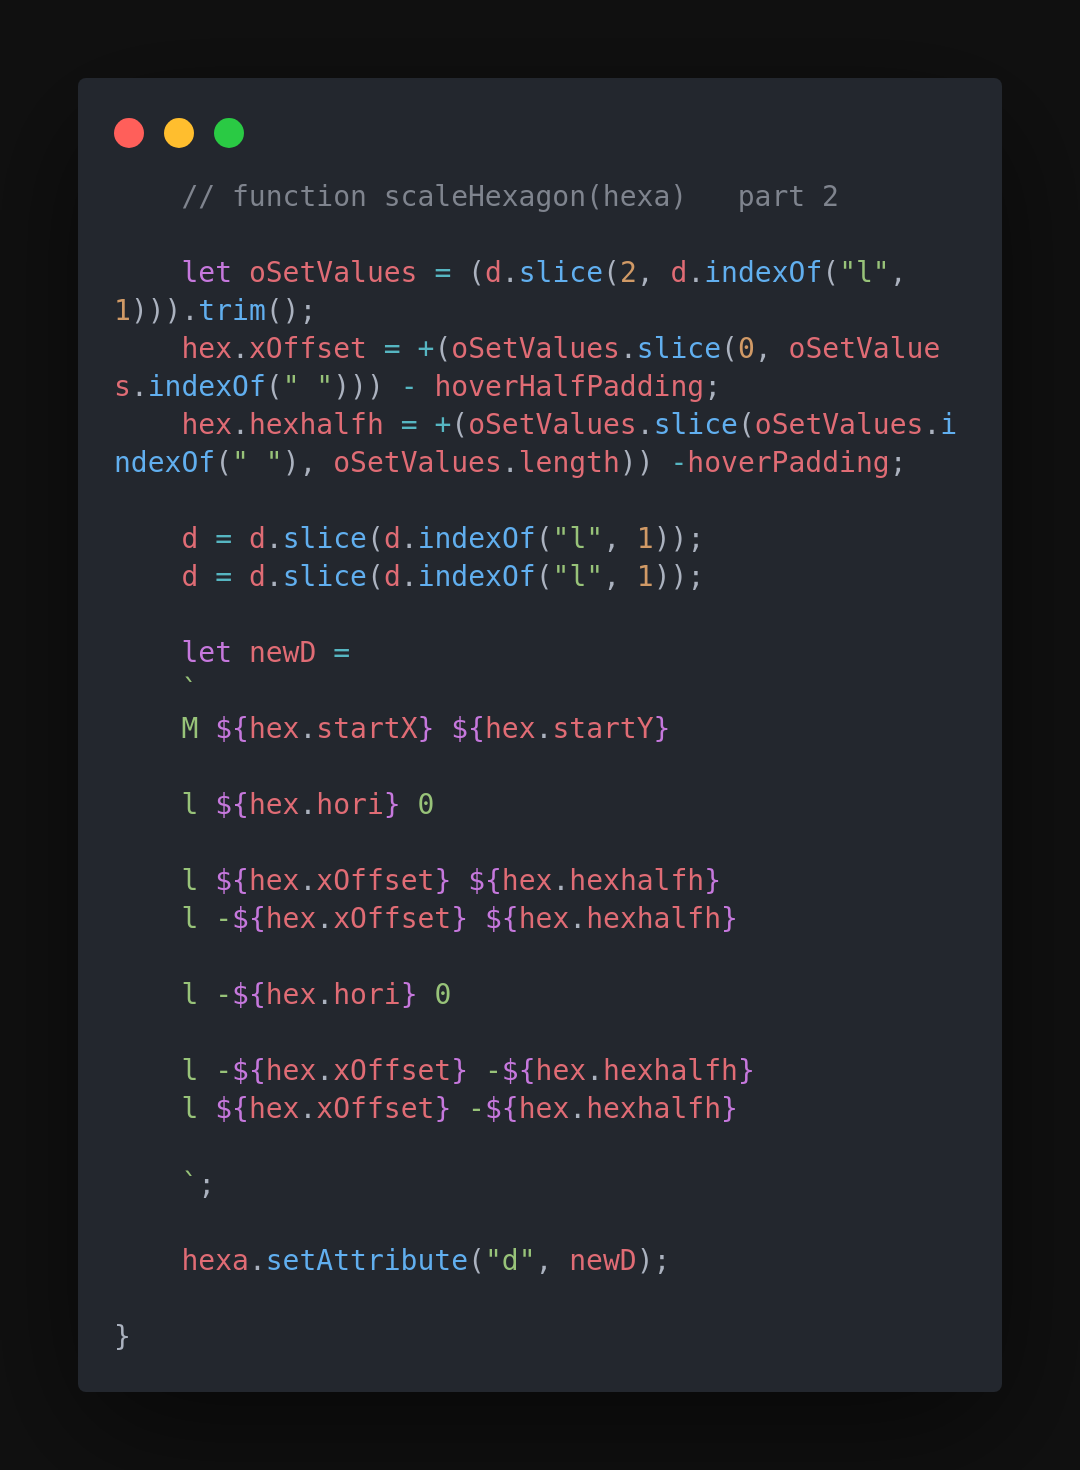 // function scaleHexagon(hexa)   part 2
let oSetValues = (d.slice(2, d.indexOf("l",
1))).trim();
hex.xOffset = +(oSetValues.slice(0, oSetValue
s.indexOf(" "))) - hoverHalfPadding;
hex.hexhalfh = +(oSetValues.slice(oSetValues.i
ndexOf(" "), oSetValues.length)) -hoverPadding;
d = d.slice(d.indexOf("l", 1));
d = d.slice(d.indexOf("l", 1));
let newD =
`
M ${hex.startX} ${hex.startY}
l ${hex.hori} 0
l ${hex.xOffset} ${hex.hexhalfh}
l -${hex.xOffset} ${hex.hexhalfh}
l -${hex.hori} 0
l -${hex.xOffset} -${hex.hexhalfh}
l ${hex.xOffset} -${hex.hexhalfh}
`;
hexa.setAttribute("d", newD);
}